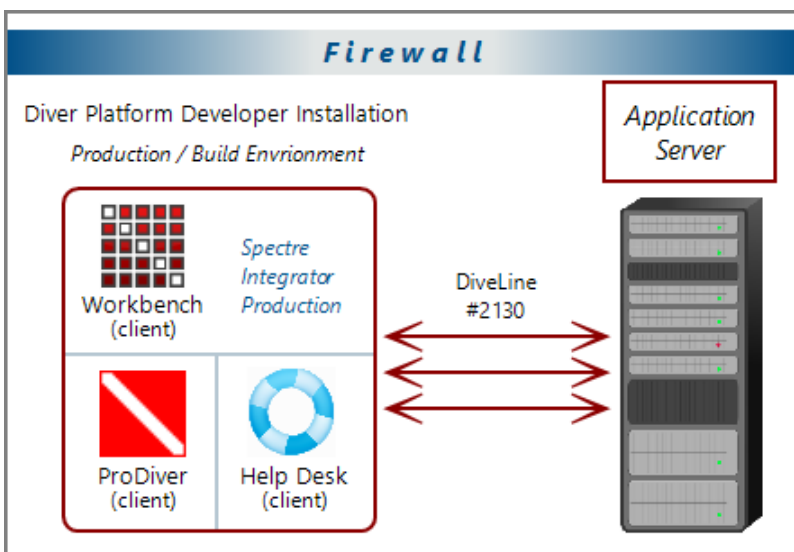 Firewall
Diver Platform Developer Installation
Production / Build Envrionment
Application
Server
Workbench
(client)
Spectre
Integrator
Production
DiveLine
#2130
ProDiver
(client)
Help Desk
(client)